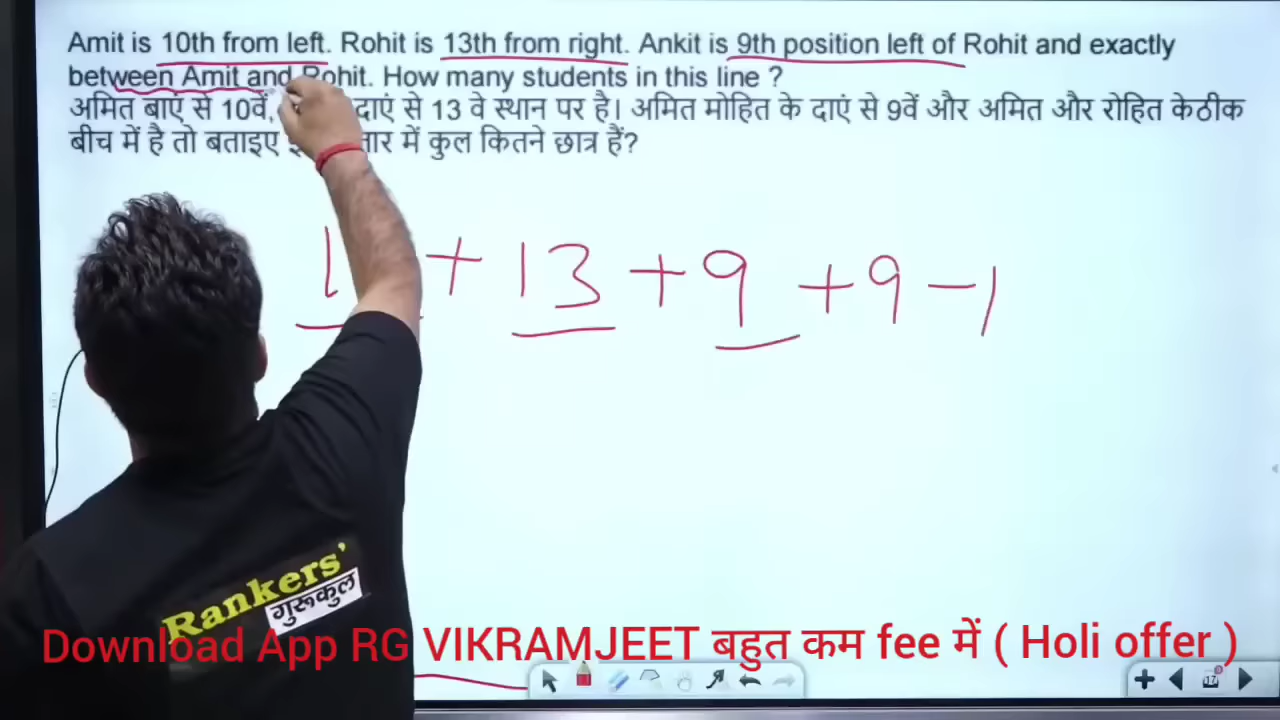 Amit is 10th from left. Rohit is 13th from right. Ankit is 9th position left of Rohit and exactly
between Amit and Rohit. How many students in this line ?
अमित बाएं से 10वें, दाएं से 13 वे स्थान पर है। अमित मोहित के दाएं से 9वें और अमित और रोहित केठीक
बीच में है तो बताइए में कुल कितने छात्र हैं?
+ 13 + 9 + 9 - 1
Rankers'
गुरूकुल
Download App RG VIKRAMJEET बहुत कम fee में ( Holi offer )
17